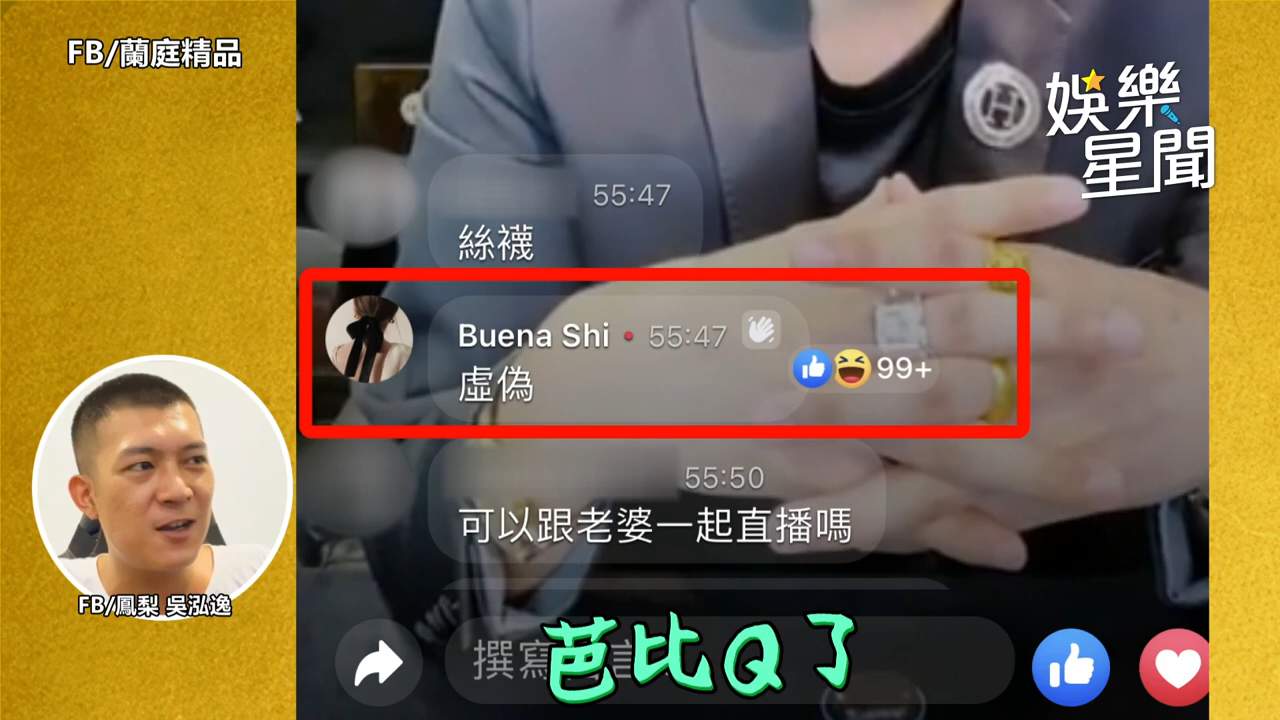 FB/蘭庭精品
娛樂
星聞
55:47
絲襪
Buena Shi • 55:47
虛偽
99+
55:50
可以跟老婆一起直播嗎
FB/鳳梨 吳泓逸
撰寫
芭比Q了